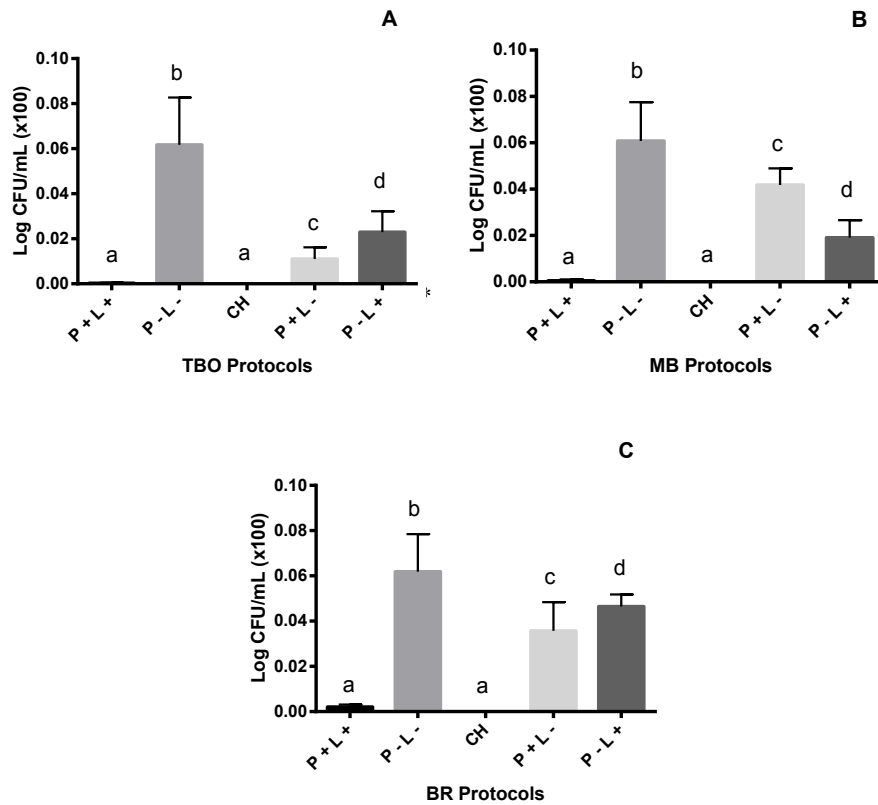 A
Log CFU/mL (x100)
0.10
0.08
0.06
0.04
0.02
0.00
a
b
a
c
d
P + L +
P - L -
CH
P + L -
P - L +
*
TBO Protocols
B
Log CFU/mL (x100)
0.10
0.08
0.06
0.04
0.02
0.00
a
b
a
c
d
P + L +
P - L -
CH
P + L -
P - L +
MB Protocols
C
Log CFU/mL (x100)
0.10
0.08
0.06
0.04
0.02
0.00
a
b
a
c
d
P + L +
P - L -
CH
P + L -
P - L +
BR Protocols